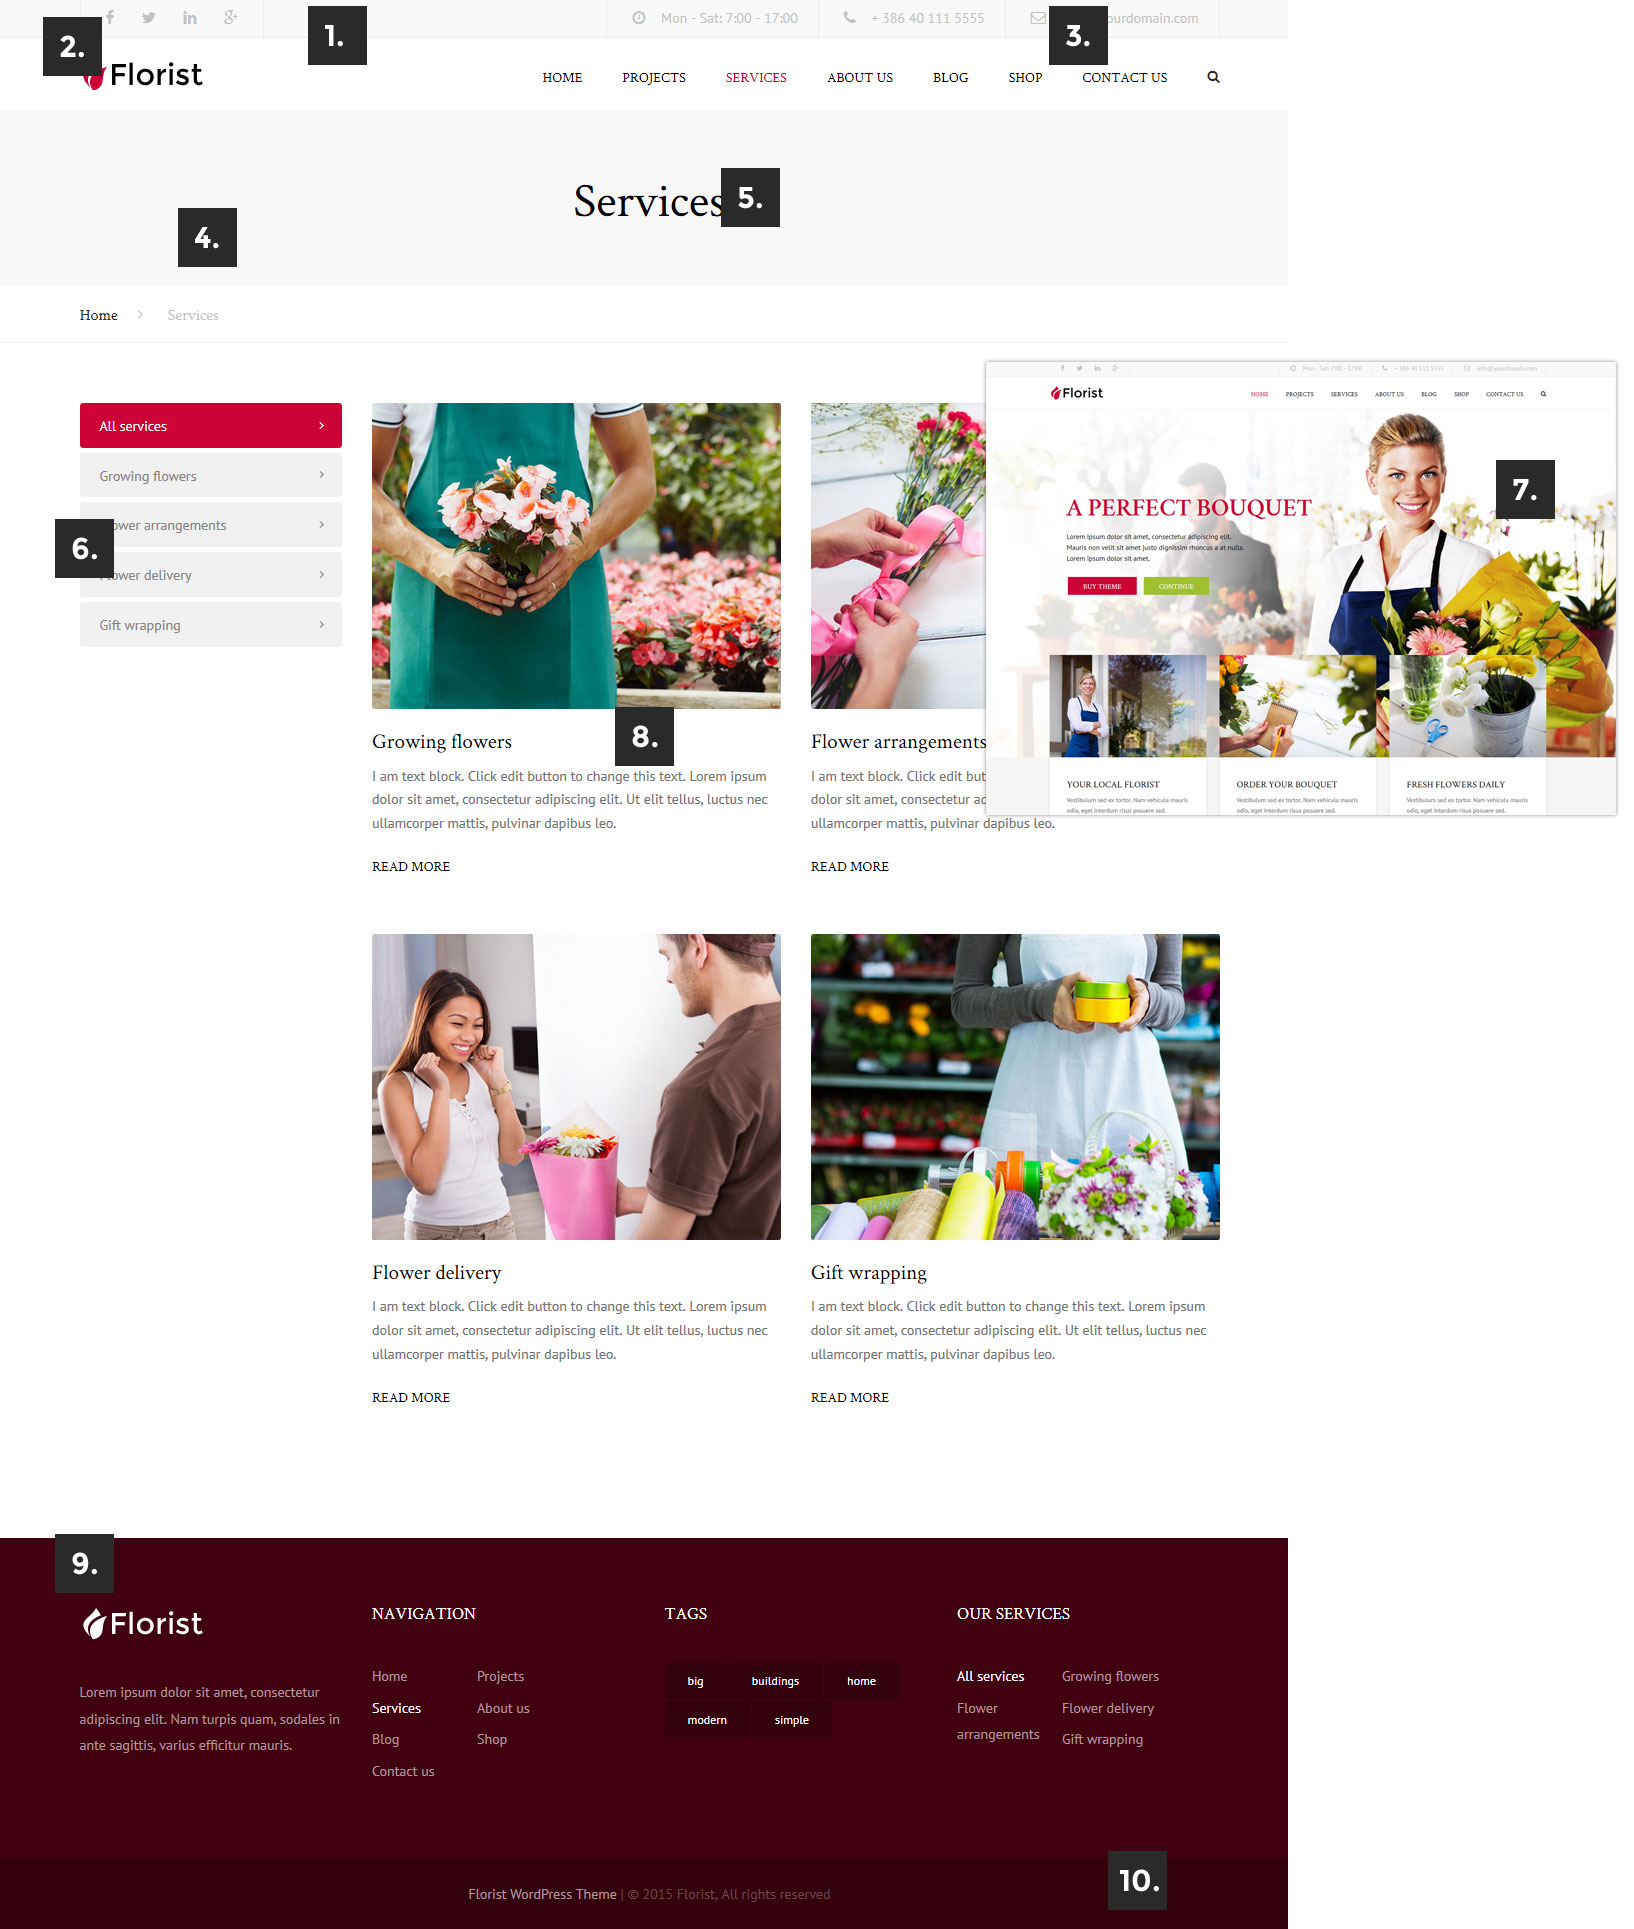 Mon - Sat: 7:00 - 17:00
+ 386 40 111 5555
ourdomain.com
1.
2.
3.
Florist
HOME
PROJECTS
SERVICES
ABOUT US
BLOG
SHOP
CONTACT US
Services
5.
4.
Home
Services
All services
Growing flowers
ower arrangements
ower delivery
Gift wrapping
6.
Mon - Sat: 7:00 - 17:00
+ 386 40 111 5555
info@yourdomain.com
Florist
HOME
PROJECTS
SERVICES
ABOUT US
BLOG
SHOP
CONTACT US
7.
A PERFECT BOUQUET
Lorem ipsum dolor sit amet, consectetur adipiscing elit.
Mauris non velit sit amet justo dignissim rhoncus a at nulla.
Lorem ipsum dolor sit amet.
BUY THEME
CONTINUE
YOUR LOCAL FLORIST
Vestibulum sed ex tortor. Nam vehicula mauris
odio, eget interdum risus posuere sed.
ORDER YOUR BOUQUET
Vestibulum sed ex tortor. Nam vehicula mauris
odio, eget interdum risus posuere sed.
FRESH FLOWERS DAILY
Vestibulum sed ex tortor. Nam vehicula mauris
odio, eget interdum risus posuere sed.
8.
Growing flowers
I am text block. Click edit button to change this text. Lorem ipsum
dolor sit amet, consectetur adipiscing elit. Ut elit tellus, luctus nec
ullamcorper mattis, pulvinar dapibus leo.
READ MORE
Flower arrangements
I am text block. Click edit but
dolor sit amet, consectetur ad
ullamcorper mattis, pulvinar dapibus leo.
READ MORE
Flower delivery
I am text block. Click edit button to change this text. Lorem ipsum
dolor sit amet, consectetur adipiscing elit. Ut elit tellus, luctus nec
ullamcorper mattis, pulvinar dapibus leo.
READ MORE
Gift wrapping
I am text block. Click edit button to change this text. Lorem ipsum
dolor sit amet, consectetur adipiscing elit. Ut elit tellus, luctus nec
ullamcorper mattis, pulvinar dapibus leo.
READ MORE
9.
Florist
Lorem ipsum dolor sit amet, consectetur
adipiscing elit. Nam turpis quam, sodales in
ante sagittis, varius efficitur mauris.
NAVIGATION
Home
Projects
Services
About us
Blog
Shop
Contact us
TAGS
big
buildings
home
modern
simple
OUR SERVICES
All services
Growing flowers
Flower
arrangements
Flower delivery
Gift wrapping
10.
Florist WordPress Theme | © 2015 Florist, All rights reserved